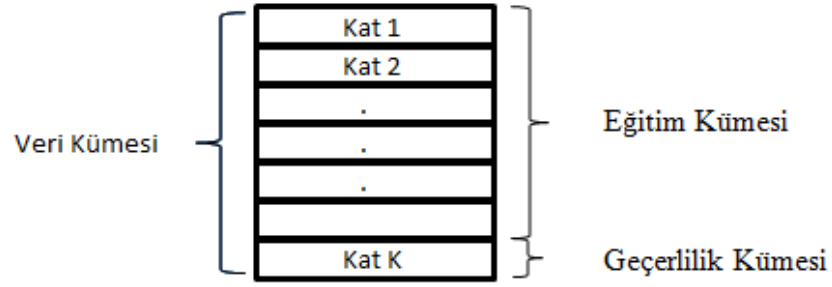 Kat 1
Kat 2
.
.
.
Kat K
Veri Kümesi
Eğitim Kümesi
Geçerlilik Kümesi